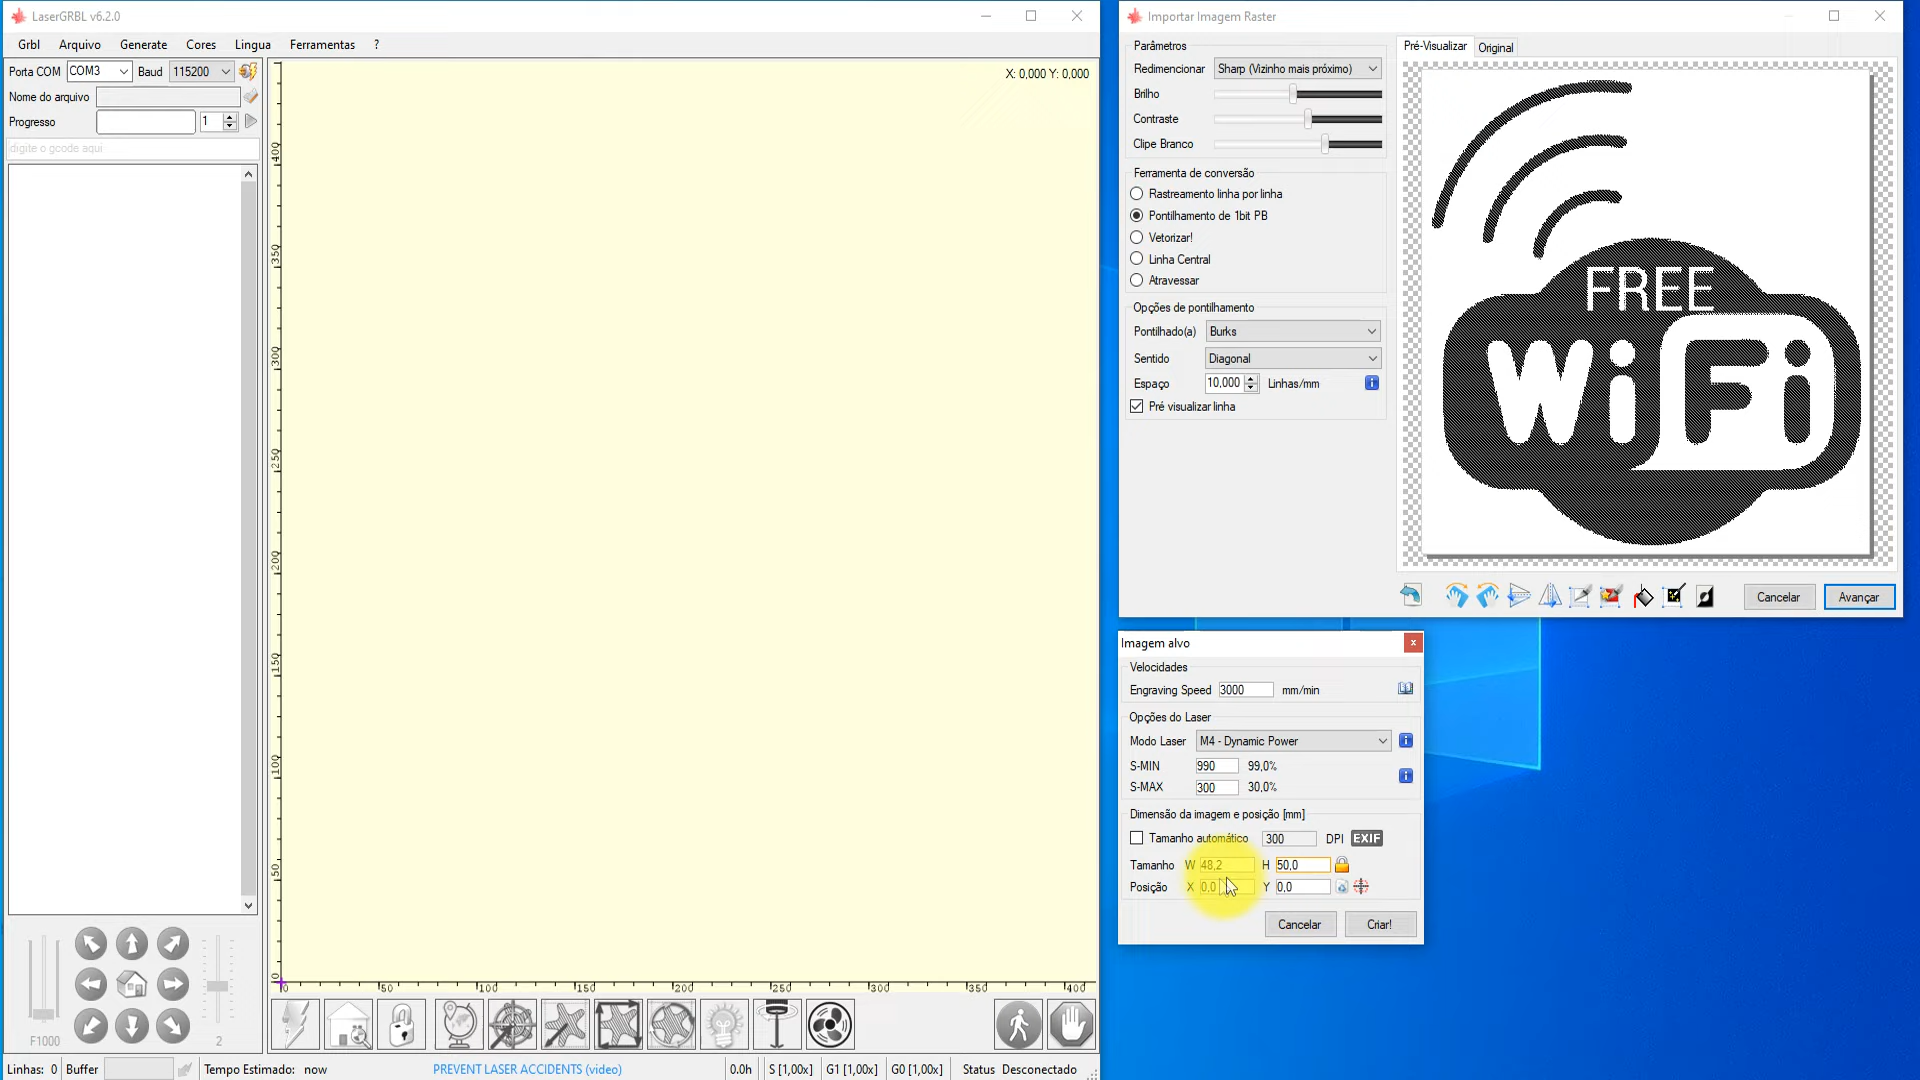 LaserGRBL v6.2.0
Grbl Arquivo Generate Cores Lingua Ferramentas ?
Porta COM COM3 Baud 115200
Nome do arquivo
Progresso 1
digite o gcode aqui
X: 0,000 Y: 0,000
400
350
300
250
200
150
100
50
0
0 50 100 150 200 250 300 350 400
F1000
2
Linhas: 0 Buffer Tempo Estimado: now PREVENT LASER ACCIDENTS (video) 0.0h S [1,00x] G1 [1,00x] G0 [1,00x] Status Desconectado
Importar Imagem Raster
Parâmetros
Redimencionar Sharp (Vizinho mais próximo)
Brilho
Contraste
Clipe Branco
Ferramenta de conversão
Rastreamento linha por linha
Pontilhamento de 1bit PB
Vetorizar!
Linha Central
Atravessar
Opções de pontilhamento
Pontilhado(a) Burks
Sentido Diagonal
Espaço 10,000 Linhas/mm
Pré visualizar linha
Pré-Visualizar Original
FREE
WiFi
Cancelar Avançar
Imagem alvo
Velocidades
Engraving Speed 3000 mm/min
Opções do Laser
Modo Laser M4 - Dynamic Power
S-MIN 990 99,0%
S-MAX 300 30,0%
Dimensão da imagem e posição [mm]
Tamanho automático 300 DPI EXIF
Tamanho W 48,2 H 50,0
Posição X 0,0 Y 0,0
Cancelar Criar!